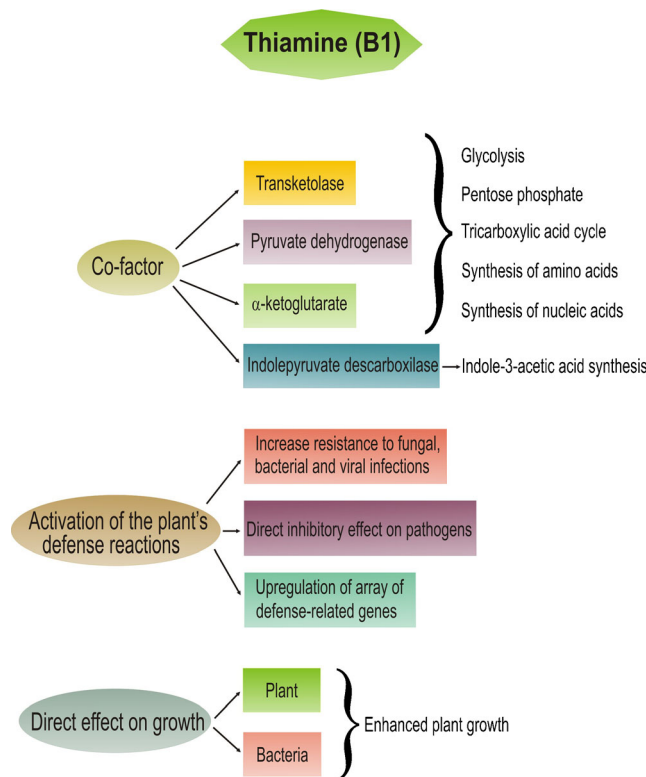 Thiamine (B1)
Co-factor
Transketolase
Pyruvate dehydrogenase
α-ketoglutarate
Indolepyruvate descarboxilase
Glycolysis
Pentose phosphate
Tricarboxylic acid cycle
Synthesis of amino acids
Synthesis of nucleic acids
Indole-3-acetic acid synthesis
Activation of the plant's
defense reactions
Increase resistance to fungal,
bacterial and viral infections
Direct inhibitory effect on pathogens
Upregulation of array of
defense-related genes
Direct effect on growth
Plant
Bacteria
Enhanced plant growth